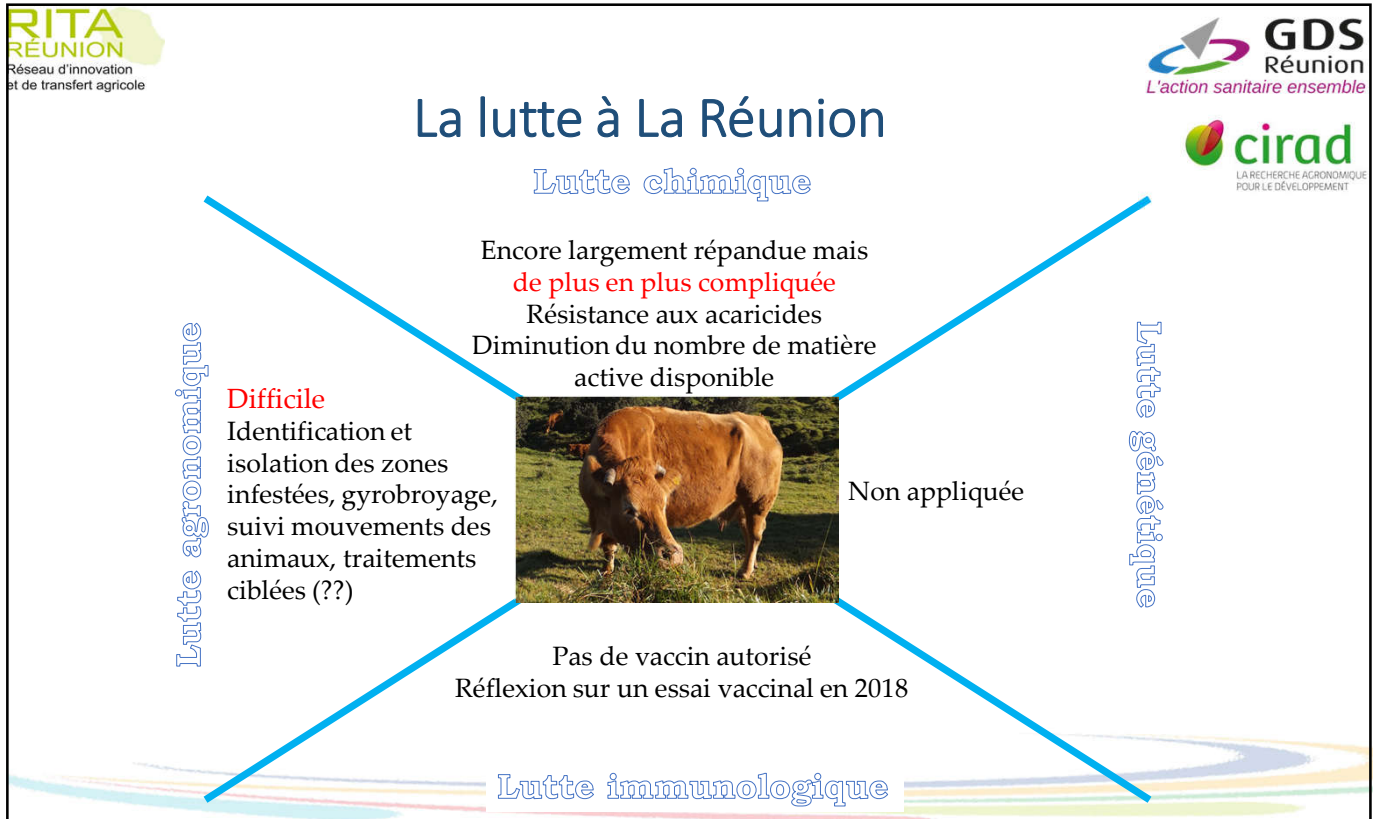 RITA
RÉUNION
Réseau d'innovation
et de transfert agricole
GDS
Réunion
L'action sanitaire ensemble
cirad
LA RECHERCHE AGRONOMIQUE
POUR LE DÉVELOPPEMENT
La lutte à La Réunion
Lutte chimique
Encore largement répandue mais
de plus en plus compliquée
Résistance aux acaricides
Diminution du nombre de matière
active disponible
Lutte agronomique
Difficile
Identification et
isolation des zones
infestées, gyrobroyage,
suivi mouvements des
animaux, traitements
ciblées (??)
Non appliquée
Lutte génétique
Pas de vaccin autorisé
Réflexion sur un essai vaccinal en 2018
Lutte immunologique